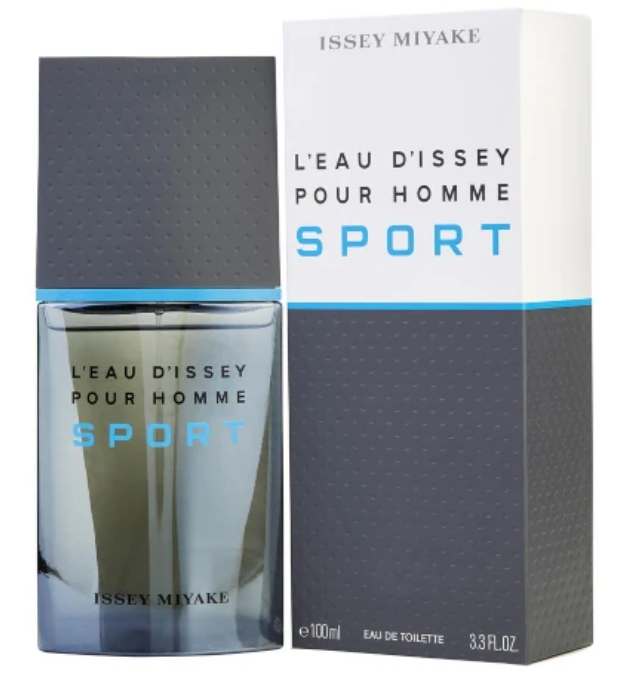 ISSEY MIYAKE
L'EAU D'ISSEY
POUR HOMME
SPORT
℮100ml EAU DE TOILETTE 3.3 FL.OZ.
L'EAU D'ISSEY
POUR HOMME
SPORT
ISSEY MIYAKE